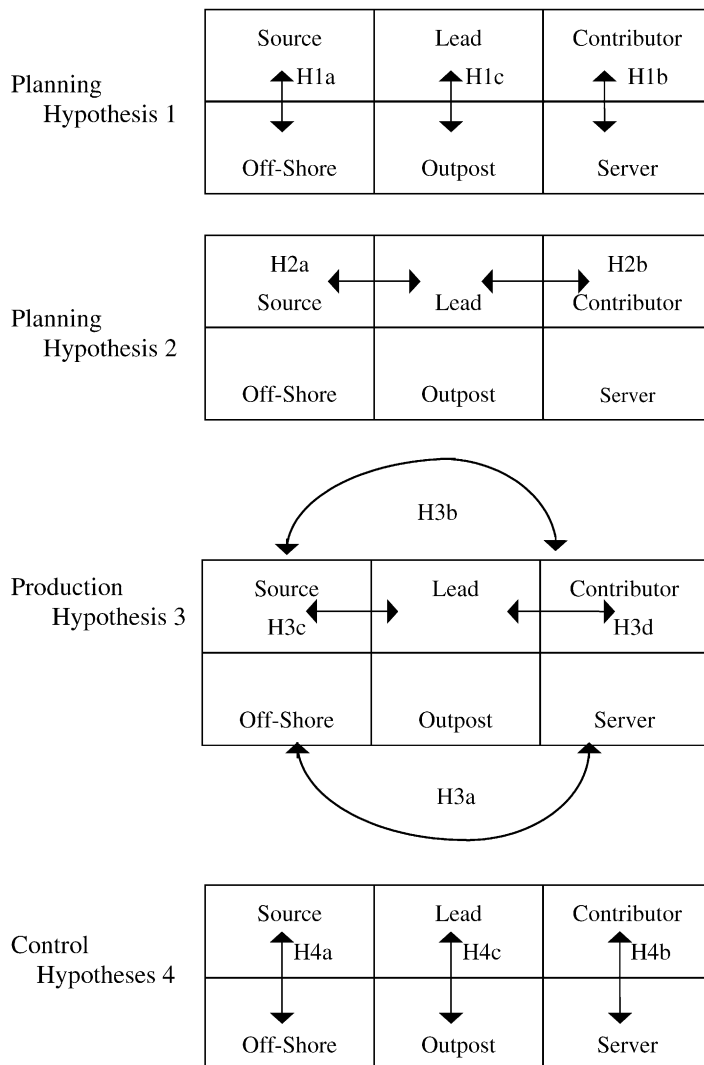 Source Lead Contributor
H1a H1c H1b
Planning
Hypothesis 1
Off-Shore Outpost Server
H2a H2b
Source Lead Contributor
Planning
Hypothesis 2
Off-Shore Outpost Server
H3b
Production
Hypothesis 3
Source Lead Contributor
H3c H3d
Off-Shore Outpost Server
H3a
Source Lead Contributor
Control
Hypotheses 4
H4a H4c H4b
Off-Shore Outpost Server